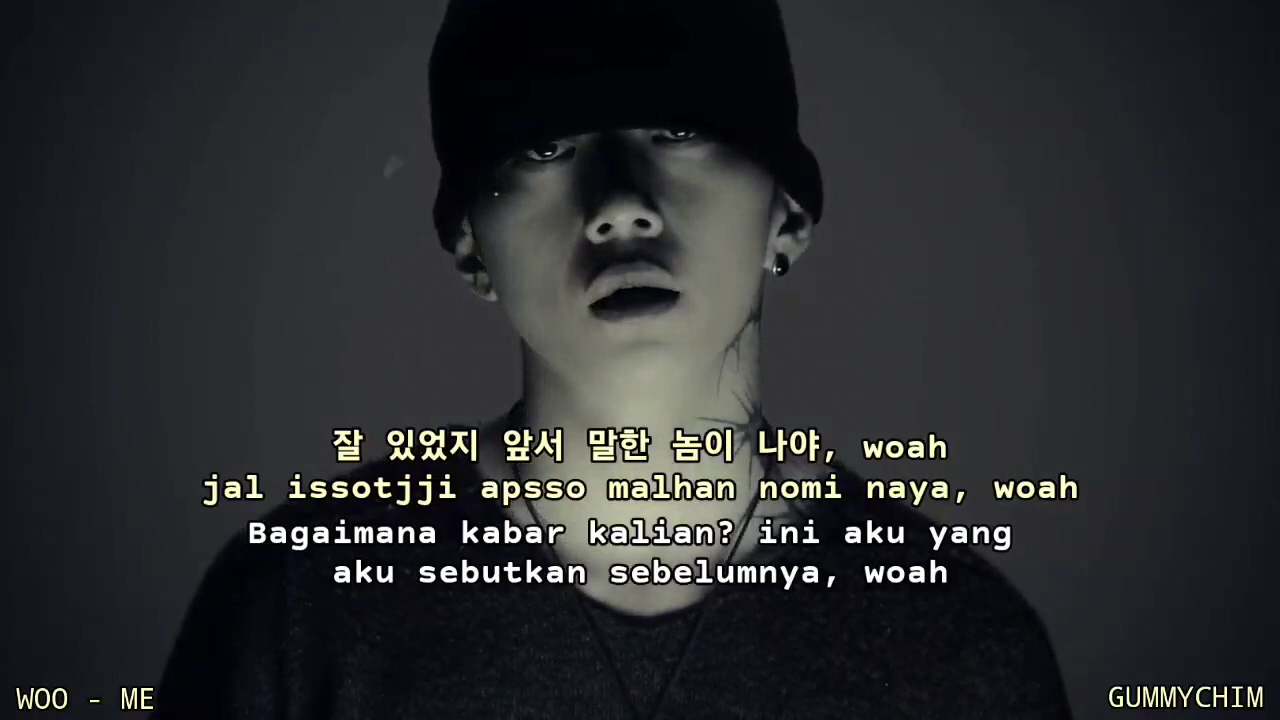 잘 있었지 앞서 말한 놈이 나야, woah
jal issotjji apsso malhan nomi naya, woah
Bagaimana kabar kalian? ini aku yang
aku sebutkan sebelumnya, woah
WOO - ME
GUMMYCHIM